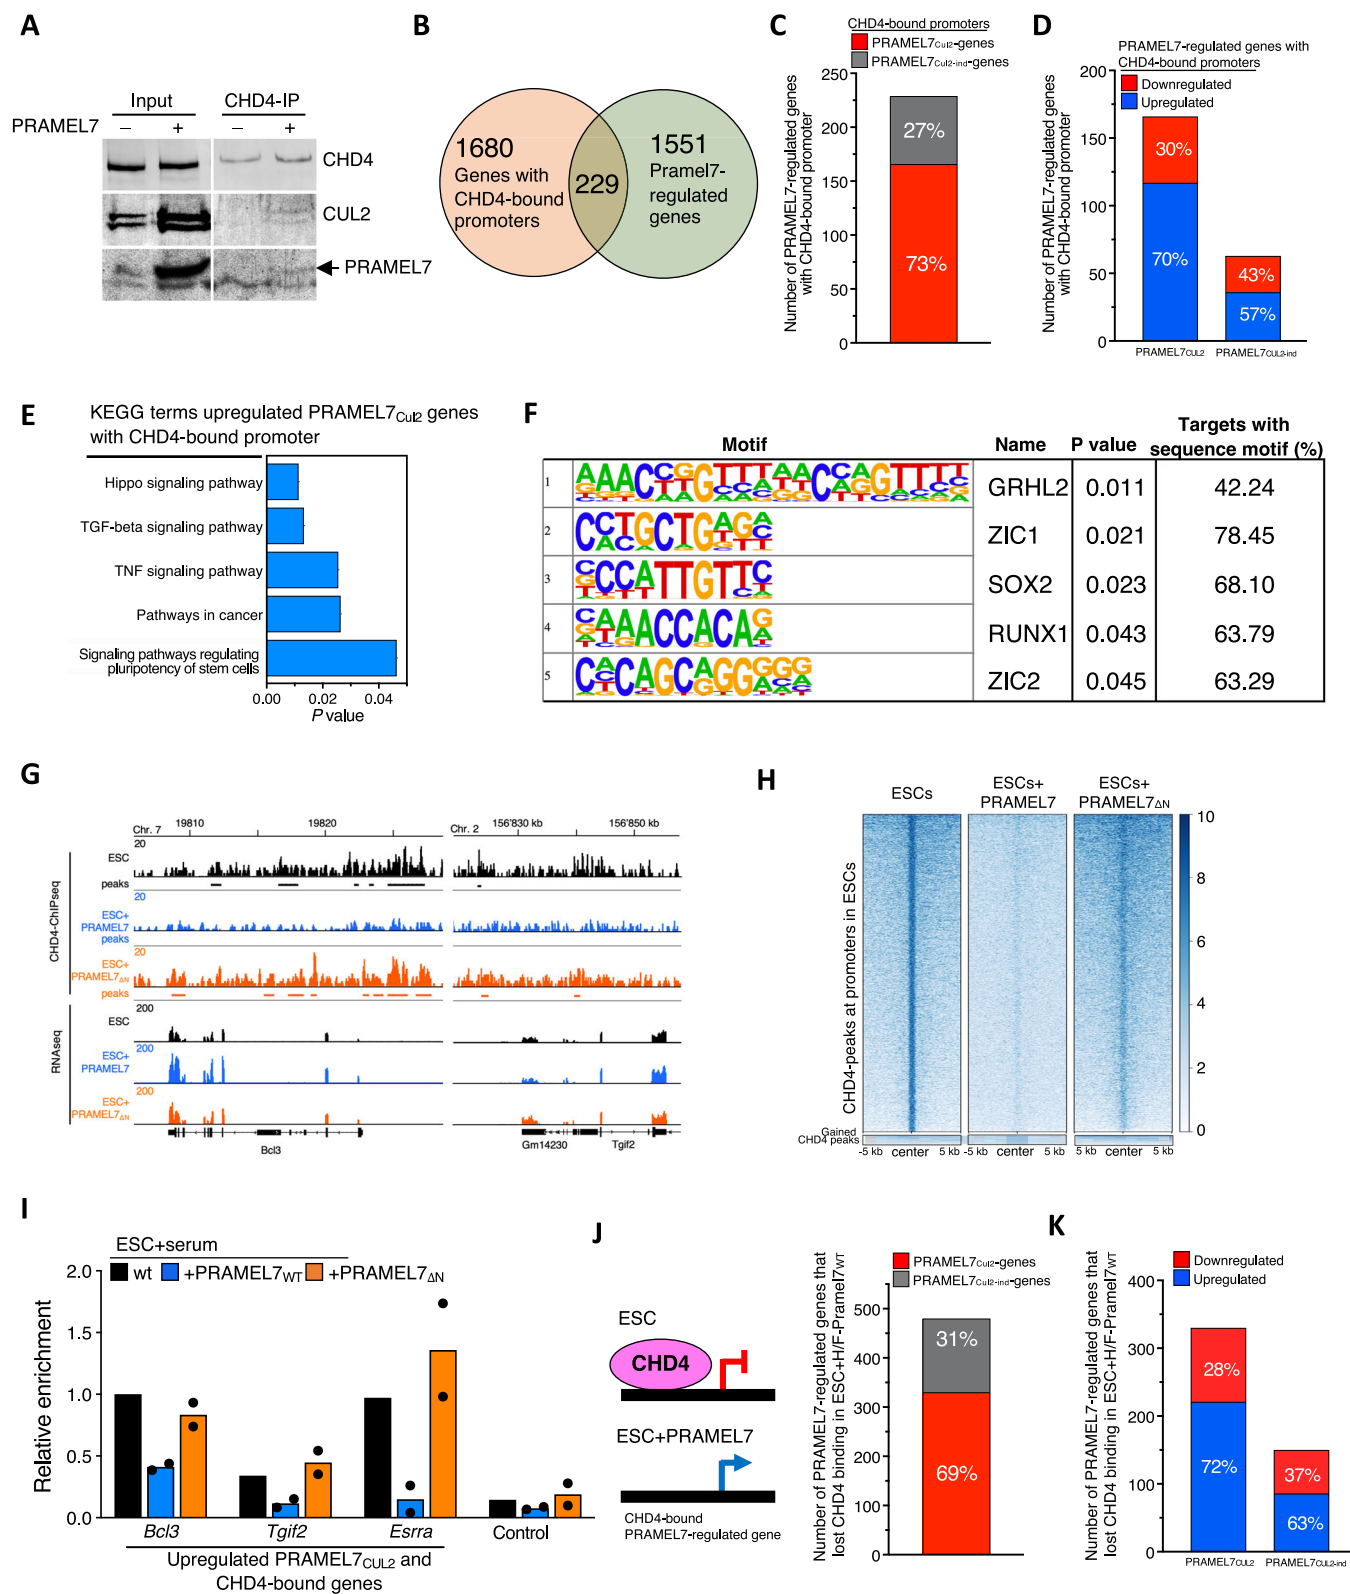 A
Input
CHD4-IP
PRAMEL7
– + – +
CHD4
CUL2
PRAMEL7
B
1680
Genes with
CHD4-bound
promoters
229
1551
Pramel7-
regulated
genes
C
CHD4-bound promoters
PRAMEL7Cul2-genes
PRAMEL7Cul2-ind-genes
Number of PRAMEL7-regulated genes
with CHD4-bound promoter
250
200
150
100
50
0
27%
73%
D
PRAMEL7-regulated genes with
CHD4-bound promoters
Downregulated
Upregulated
Number of PRAMEL7-regulated genes
with CHD4-bound promoter
200
150
100
50
0
30%
70%
43%
57%
PRAMEL7CUL2
PRAMEL7CUL2-ind
E
KEGG terms upregulated PRAMEL7Cul2 genes
with CHD4-bound promoter
Hippo signaling pathway
TGF-beta signaling pathway
TNF signaling pathway
Pathways in cancer
Signaling pathways regulating
pluripotency of stem cells
0.00 0.02 0.04
P value
F
Motif
Name
P value
Targets with
sequence motif (%)
1 GRHL2 0.011 42.24
2 ZIC1 0.021 78.45
3 SOX2 0.023 68.10
4 RUNX1 0.043 63.79
5 ZIC2 0.045 63.29
G
Chr. 7 19810 19820
Chr. 2 156'830 kb 156'850 kb
CHD4-ChIPseq
20
ESC
peaks
20
ESC+
PRAMEL7
peaks
20
ESC+
PRAMEL7ΔN
peaks
RNAseq
200
ESC
200
ESC+
PRAMEL7
200
ESC+
PRAMEL7ΔN
Bcl3
Gm14230
Tgif2
H
ESCs
ESCs+
PRAMEL7
ESCs+
PRAMEL7ΔN
CHD4-peaks at promoters in ESCs
Gained
CHD4 peaks
-5 kb center 5 kb
-5 kb center 5 kb
5 kb center 5 kb
10
8
6
4
2
0
I
ESC+serum
wt +PRAMEL7WT +PRAMEL7ΔN
Relative enrichment
2.0
1.5
1.0
0.5
0.0
Bcl3 Tgif2 Esrra Control
Upregulated PRAMEL7CUL2 and
CHD4-bound genes
J
ESC
CHD4
ESC+PRAMEL7
CHD4-bound
PRAMEL7-regulated gene
PRAMEL7Cul2-genes
PRAMEL7Cul2-ind-genes
Number of PRAMEL7-regulated genes that
lost CHD4 binding in ESC+H/F-Pramel7WT
500
400
300
200
100
0
31%
69%
K
Downregulated
Upregulated
Number of PRAMEL7-regulated genes that
lost CHD4 binding in ESC+H/F-Pramel7WT
400
300
200
100
0
28%
72%
37%
63%
PRAMEL7CUL2
PRAMEL7CUL2-ind